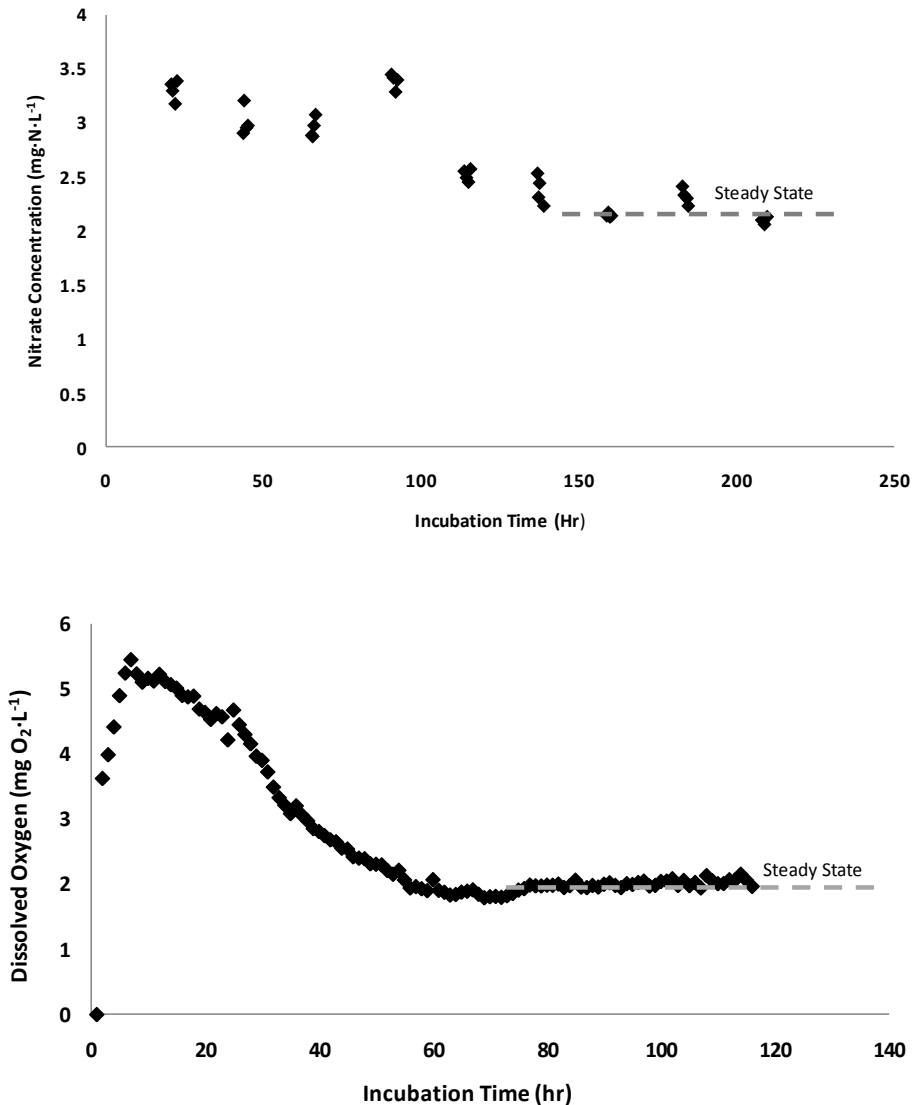 4
3.5
3
2.5
2
1.5
1
0.5
0
Nitrate Concentration (mg·N·L-1)
Steady State
0 50 100 150 200 250
Incubation Time (Hr)
6
5
4
3
2
1
0
Dissolved Oxygen (mg O2·L-1)
Steady State
0 20 40 60 80 100 120 140
Incubation Time (hr)